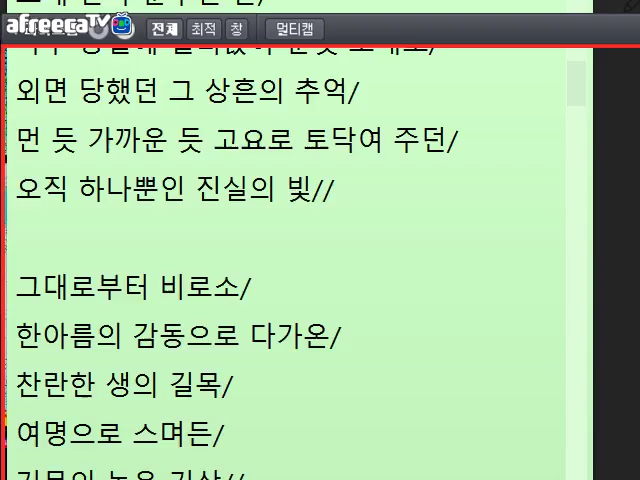 afreecaTV
전체 최적 창 멀티캠
외면 당했던 그 상흔의 추억/
먼 듯 가까운 듯 고요로 토닥여 주던/
오직 하나뿐인 진실의 빛//
그대로부터 비로소/
한아름의 감동으로 다가온/
찬란한 생의 길목/
여명으로 스며든/